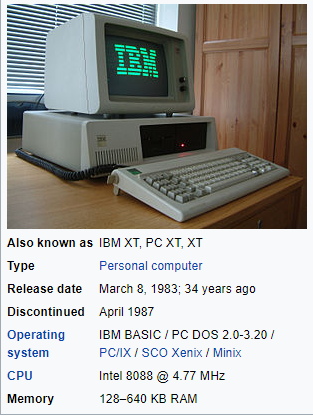 IBM
Also known as IBM XT, PC XT, XT
Type Personal computer
Release date March 8, 1983; 34 years ago
Discontinued April 1987
Operating IBM BASIC / PC DOS 2.0-3.20 /
system PC/IX / SCO Xenix / Minix
CPU Intel 8088 @ 4.77 MHz
Memory 128–640 KB RAM